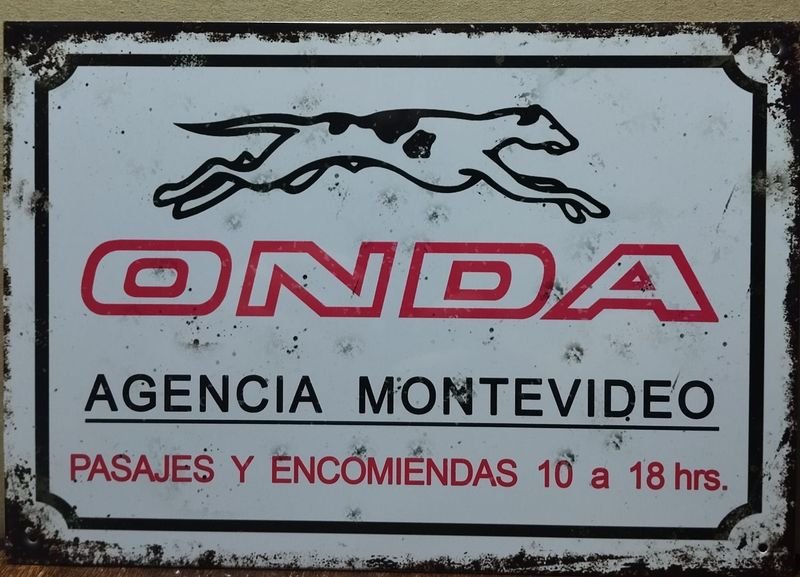 ONDA
AGENCIA MONTEVIDEO
PASAJES Y ENCOMIENDAS 10 a 18 hrs.